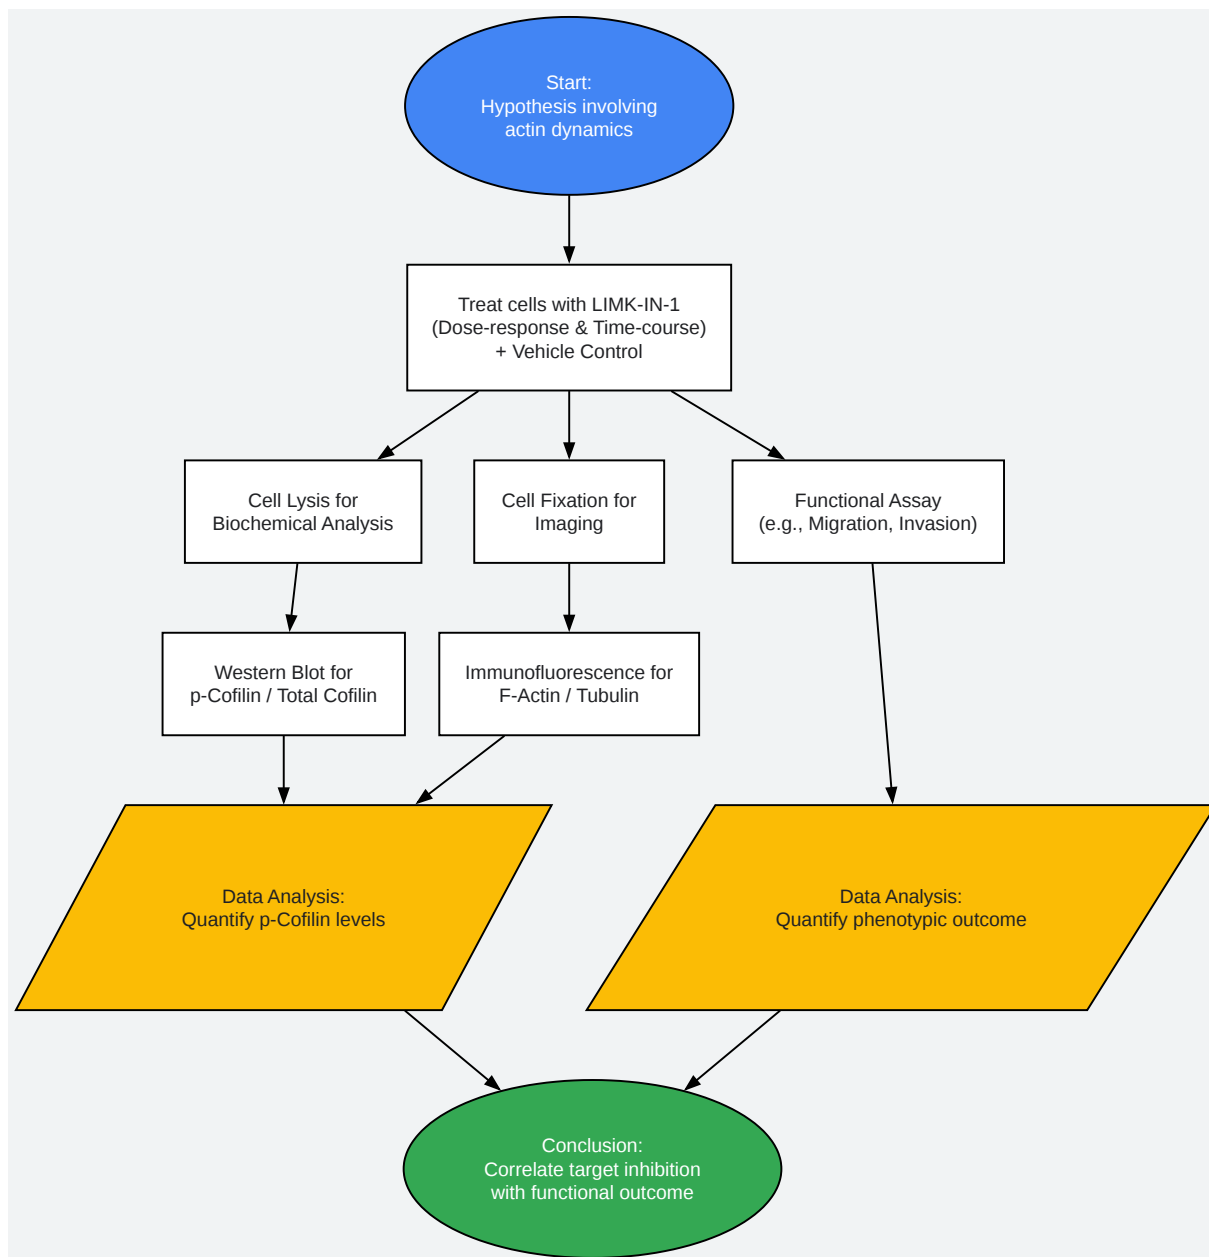 Start:
Hypothesis involving
actin dynamics
Treat cells with LIMK-IN-1
(Dose-response & Time-course)
+ Vehicle Control
Cell Lysis for
Biochemical Analysis
Cell Fixation for
Imaging
Functional Assay
(e.g., Migration, Invasion)
Western Blot for
p-Cofilin / Total Cofilin
Immunofluorescence for
F-Actin / Tubulin
Data Analysis:
Quantify p-Cofilin levels
Data Analysis:
Quantify phenotypic outcome
Conclusion:
Correlate target inhibition
with functional outcome